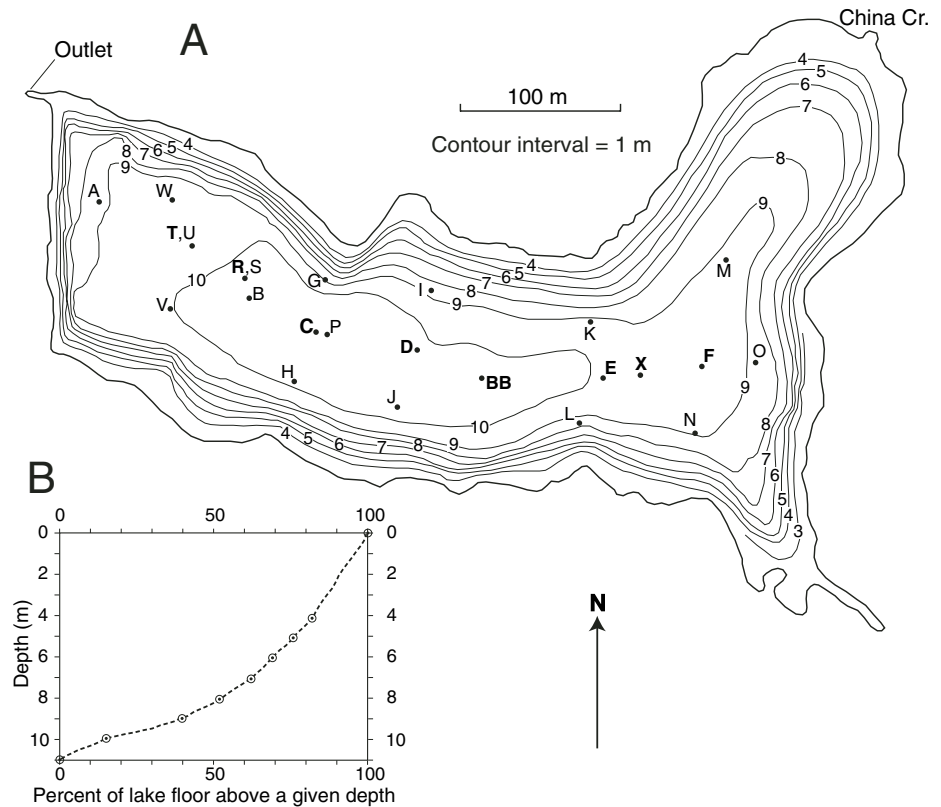 China Cr.
A
Outlet
100 m
Contour interval = 1 m
4
5
6
7
8
9
8
7
6
5
4
9
A
W
T,U
10
R,S
B
V
G
I
4
5
6
7
8
9
M
C
P
K
D
H
BB
E
X
F
O
9
J
L
N
10
4
5
6
7
8
9
8
7
6
5
4
3
B
0
50
100
0
2
4
6
8
10
0
2
4
6
8
10
Depth (m)
0
50
100
Percent of lake floor above a given depth
N